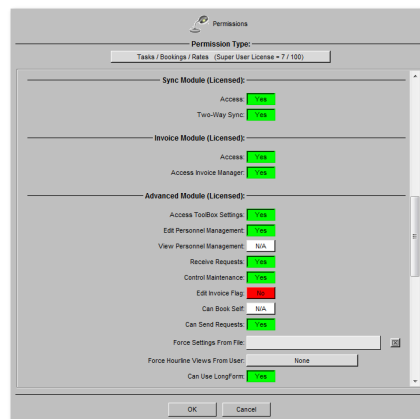 Permissions
Permission Type:
Tasks / Bookings / Rates (Super User License = 7 / 100)
Sync Module (Licensed):
Access: Yes
Two-Way Sync: Yes
Invoice Module (Licensed):
Access: Yes
Access Invoice Manager: Yes
Advanced Module (Licensed):
Access ToolBox Settings: Yes
Edit Personnel Management: Yes
View Personnel Management: N/A
Receive Requests: Yes
Control Maintenance: Yes
Edit Invoice Flag: No
Can Book Self: N/A
Can Send Requests: Yes
Force Settings From File:
Force Hourline Views From User: None
Can Use LongForm: Yes
OK Cancel